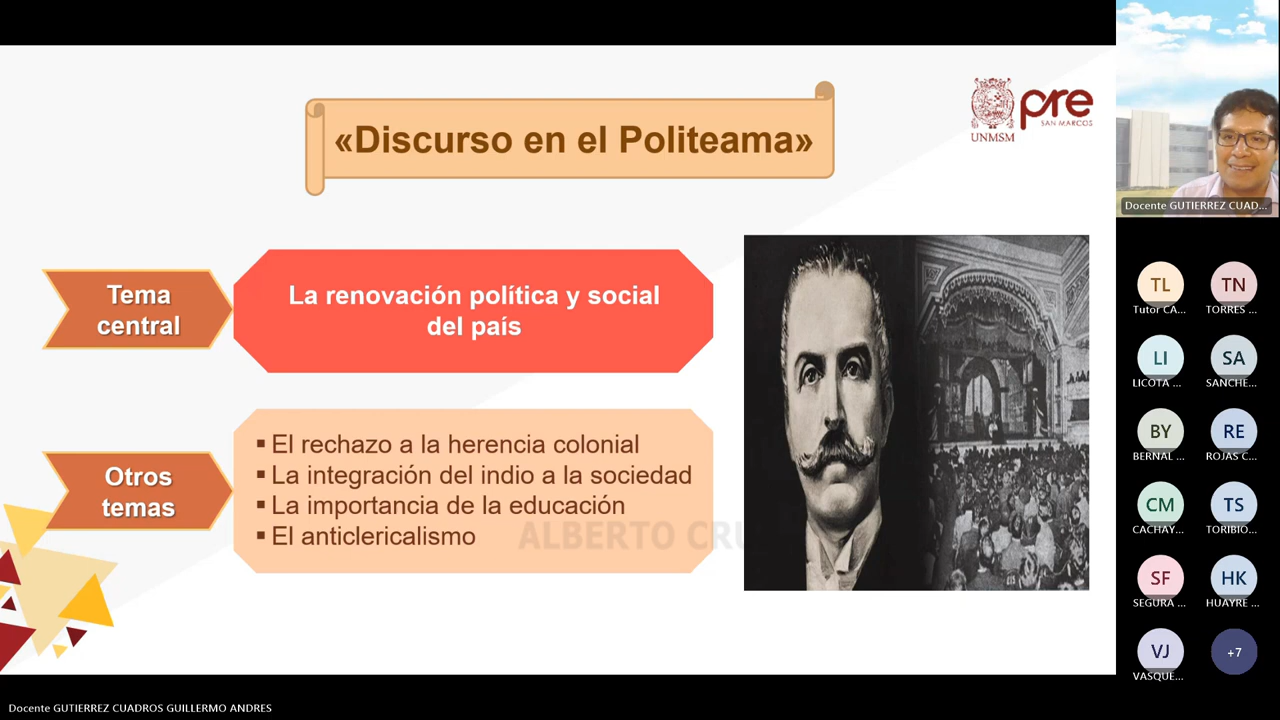 «Discurso en el Politeama»
UNMSM
pre
SAN MARCOS
Tema
central
La renovación política y social
del país
Otros
temas
▪ El rechazo a la herencia colonial
▪ La integración del indio a la sociedad
▪ La importancia de la educación
▪ El anticlericalismo
ALBERTO CRU
Docente GUTIERREZ CUAD...
TL
Tutor CA...
TN
TORRES ...
LI
LICOTA ...
SA
SANCHE...
BY
BERNAL ...
RE
ROJAS C...
CM
CACHAY...
TS
TORIBIO...
SF
SEGURA ...
HK
HUAYRE ...
VJ
VASQUE...
+7
Docente GUTIERREZ CUADROS GUILLERMO ANDRES